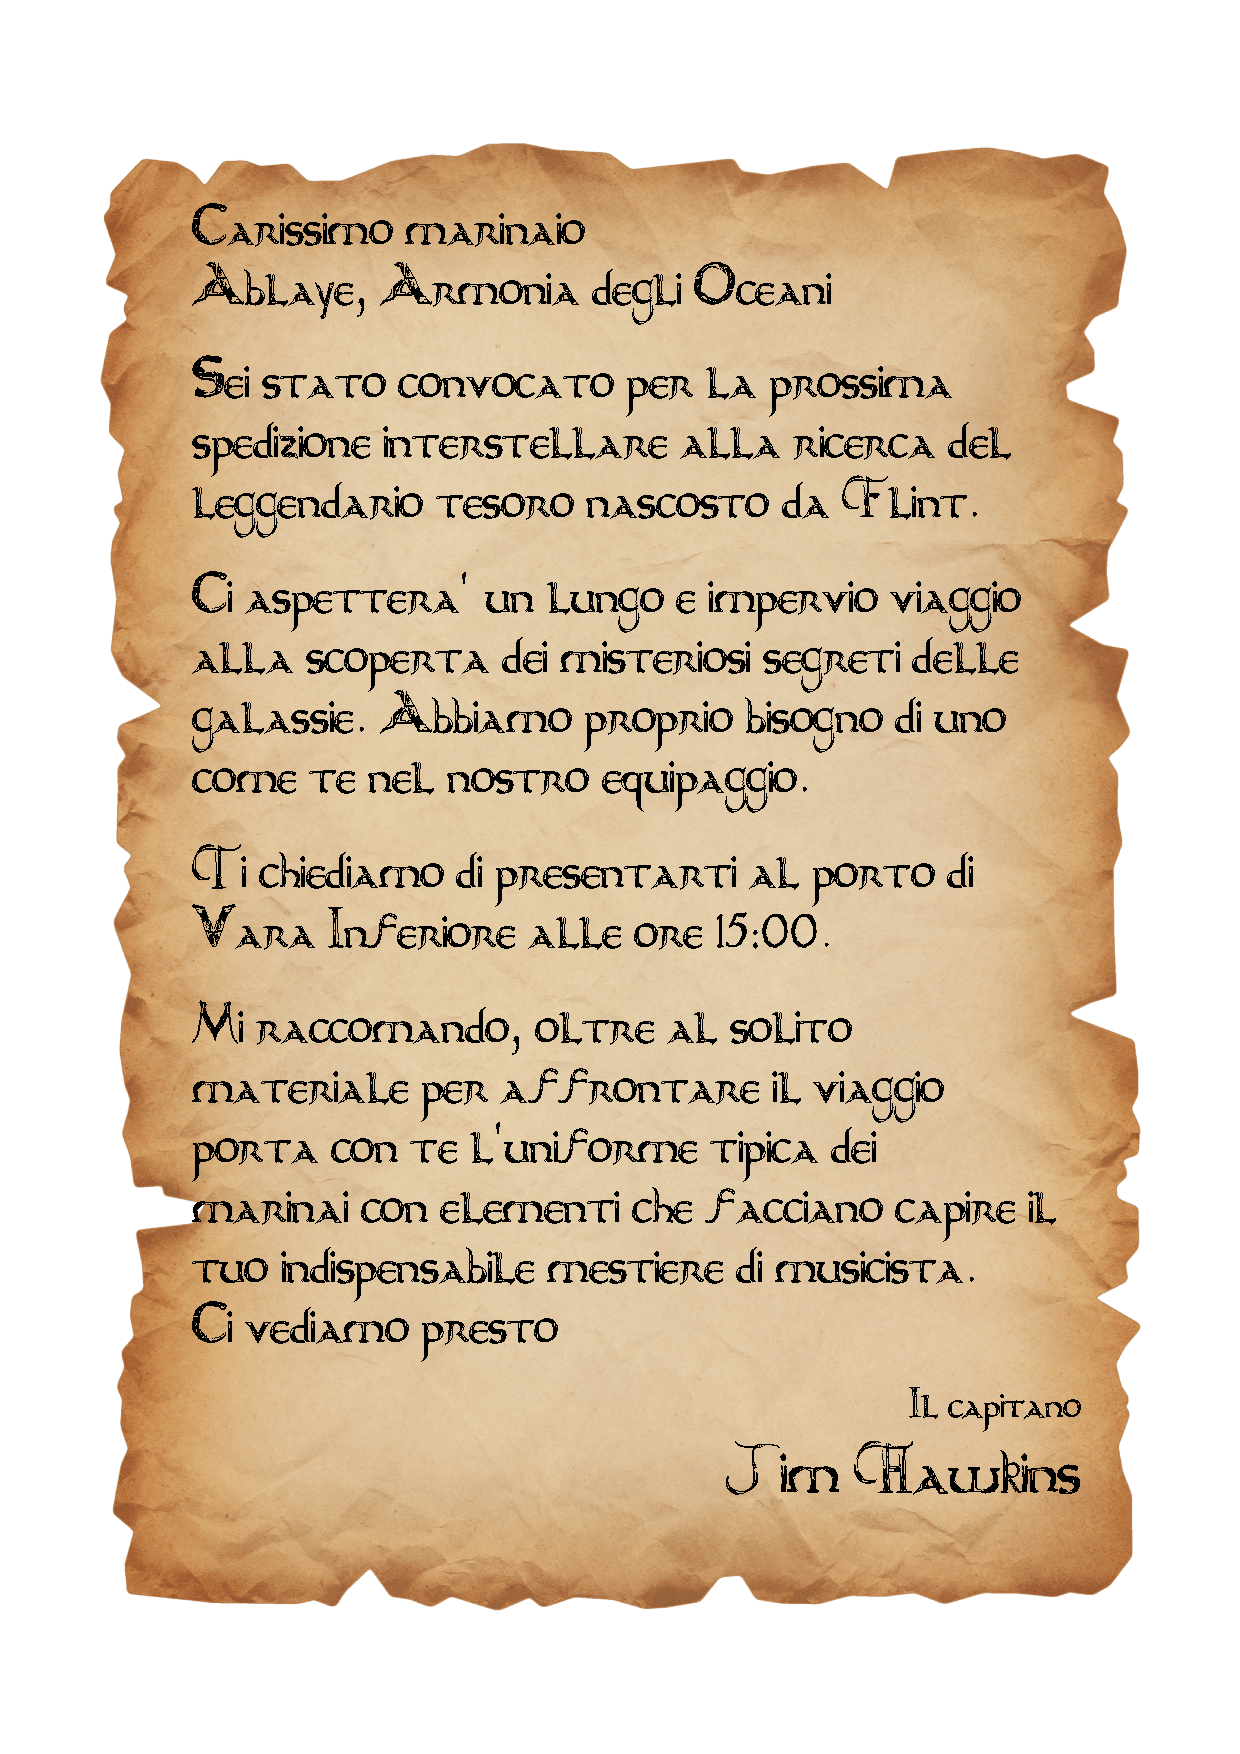 Carissimo marinaio
Ablaye, Armonia degli Oceani
Sei stato convocato per la prossima
spedizione interstellare alla ricerca del
leggendario tesoro nascosto da Flint.
Ci aspettera' un lungo e impervio viaggio
alla scoperta dei misteriosi segreti delle
galassie. Abbiamo proprio bisogno di uno
come te nel nostro equipaggio.
Ti chiediamo di presentarti al porto di
Vara Inferiore alle ore 15:00.
Mi raccomando, oltre al solito
materiale per affrontare il viaggio
porta con te l'uniforme tipica dei
marinai con elementi che facciano capire il
tuo indispensabile mestiere di musicista.
Ci vediamo presto
Il capitano
Jim Hawkins